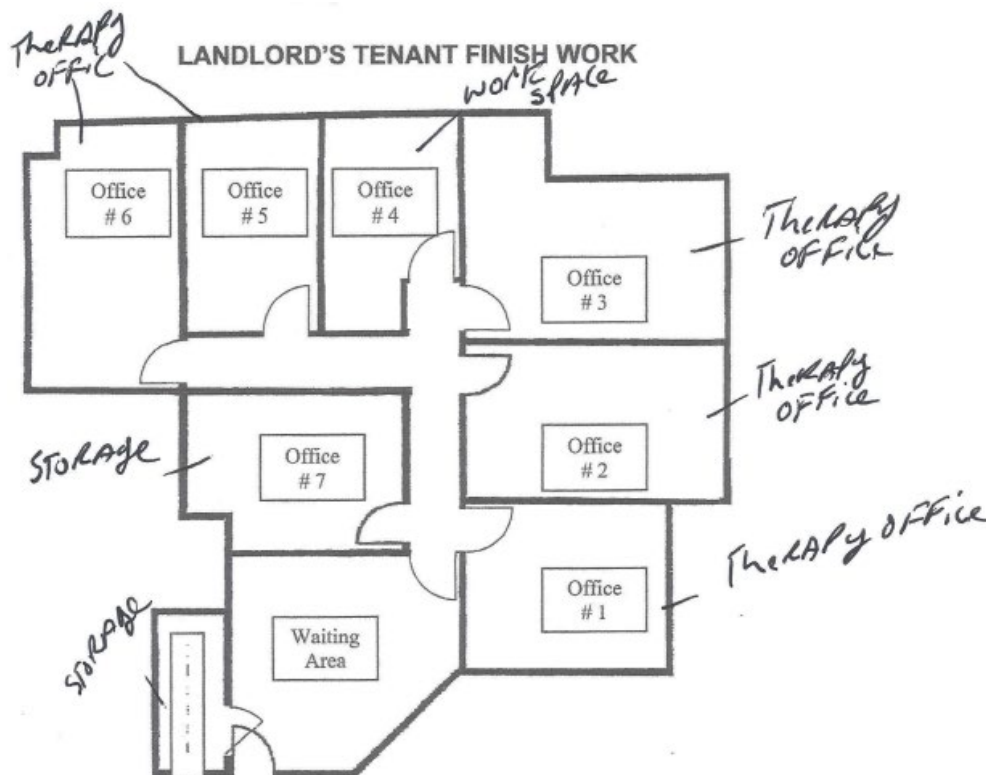 LANDLORD'S TENANT FINISH WORK
TheRAPy
OFFIC
WORK
SPACe
Office
# 6
Office
# 5
Office
# 4
TheRAPy
OFFice
Office
# 3
TheRAPy
OFFice
Office
# 2
STORAge
Office
# 7
TheRAPy OFFice
Office
# 1
STORAge
Waiting
Area